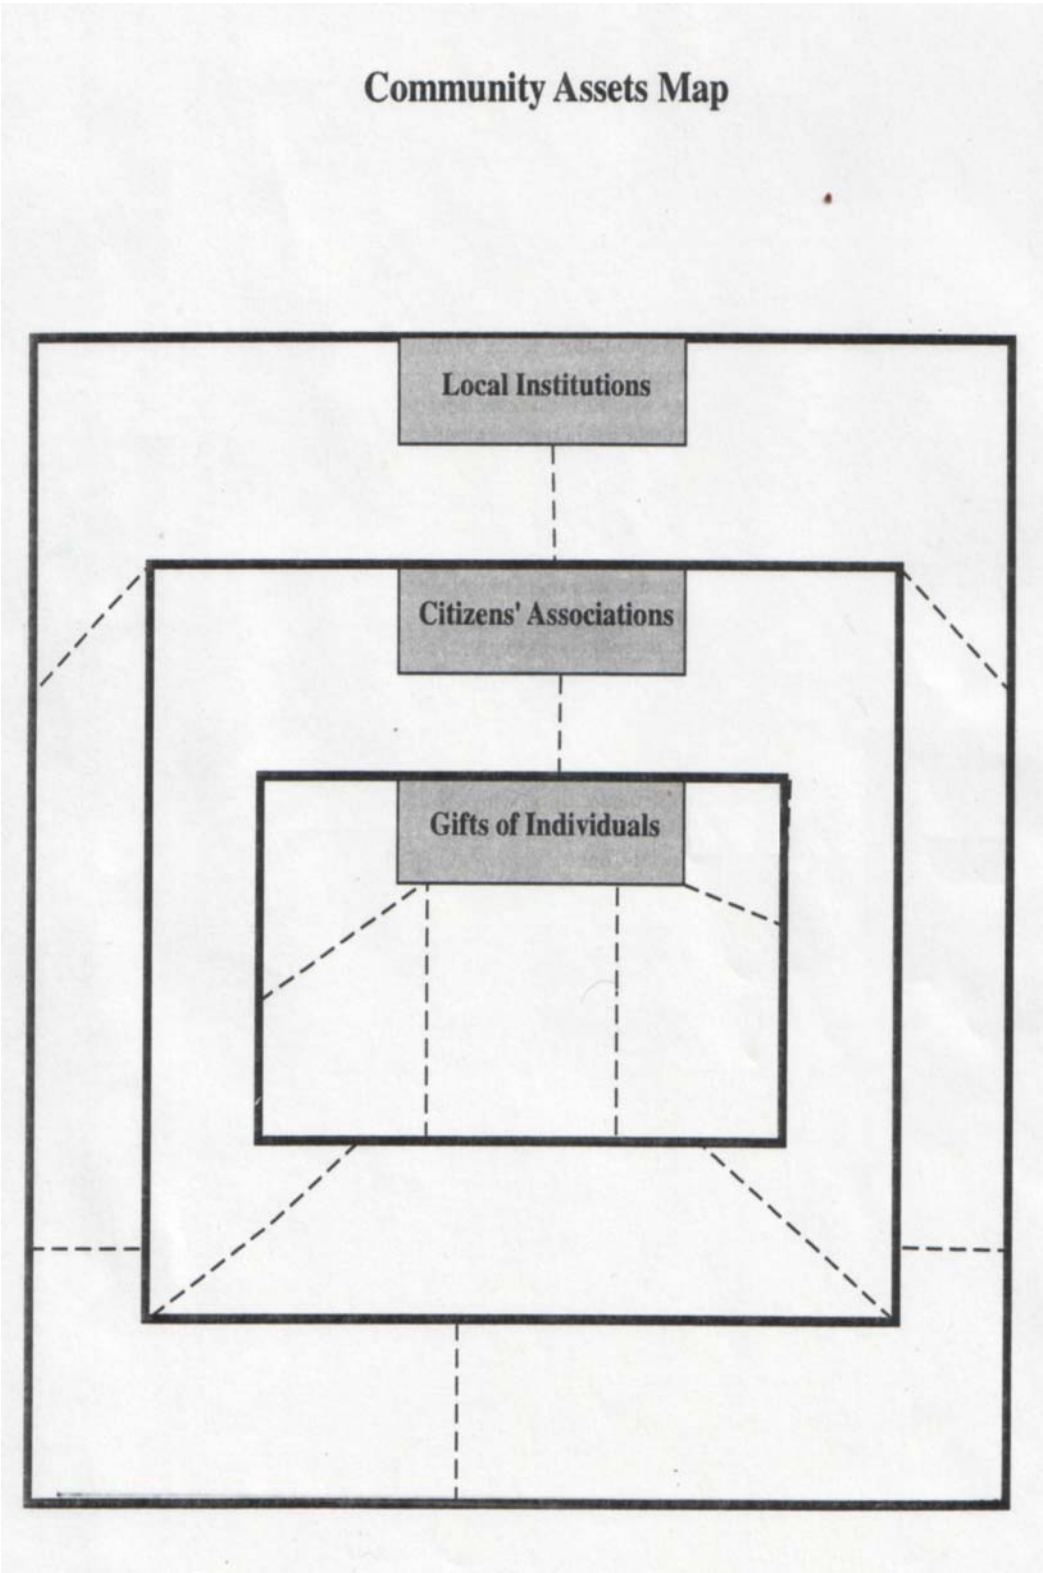 Community Assets Map
Local Institutions
Citizens' Associations
Gifts of Individuals